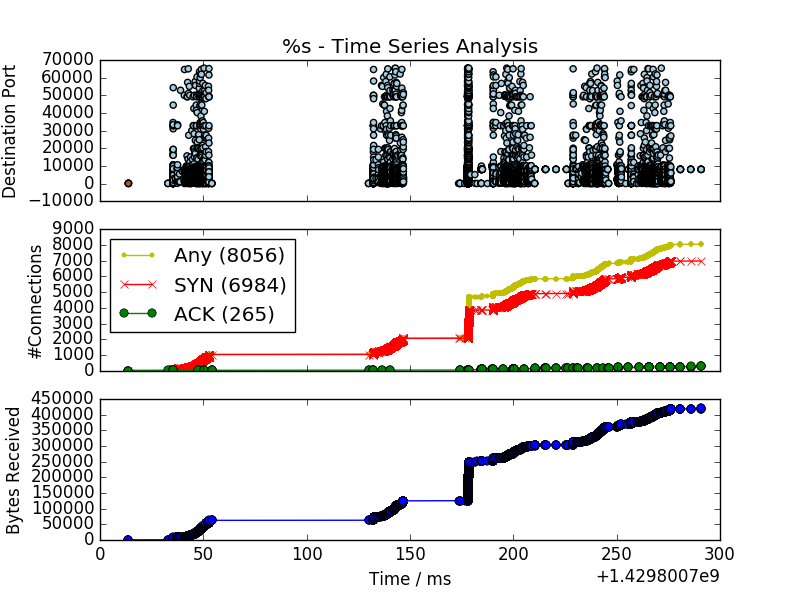 %s - Time Series Analysis
Destination Port
70000
60000
50000
40000
30000
20000
10000
0
−10000
#Connections
9000
8000
7000
6000
5000
4000
3000
2000
1000
0
Any (8056)
SYN (6984)
ACK (265)
Bytes Received
450000
400000
350000
300000
250000
200000
150000
100000
50000
0
0 50 100 150 200 250 300
Time / ms
+1.4298007e9